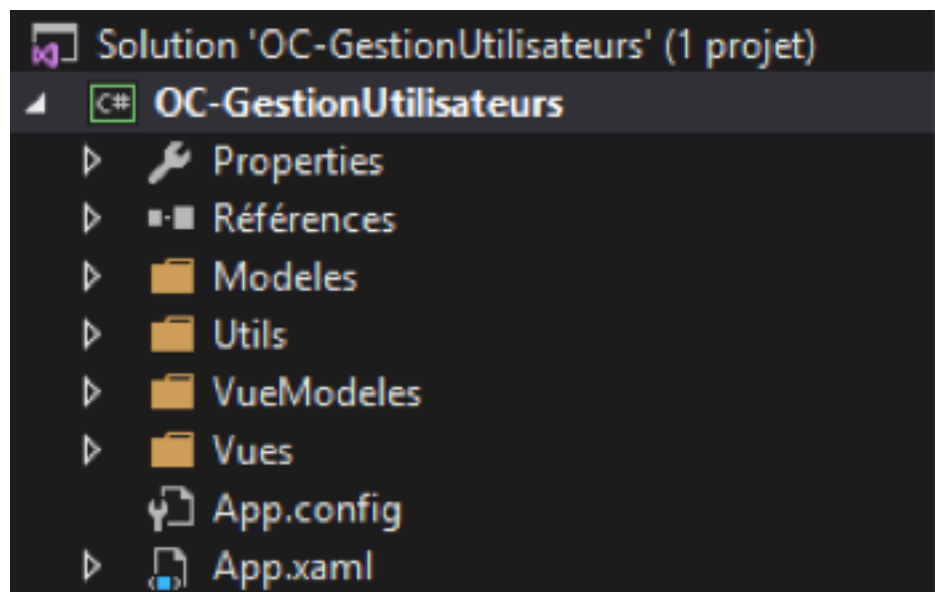 Solution 'OC-GestionUtilisateurs' (1 projet)
C# OC-GestionUtilisateurs
Properties
Références
Modeles
Utils
VueModeles
Vues
App.config
App.xaml